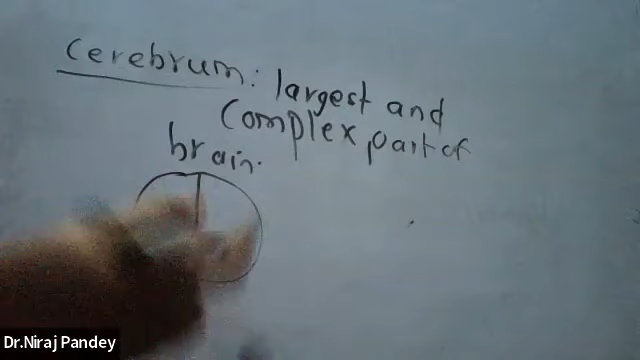 Cerebrum: largest and
Complex part of
brain.
Dr.Niraj Pandey